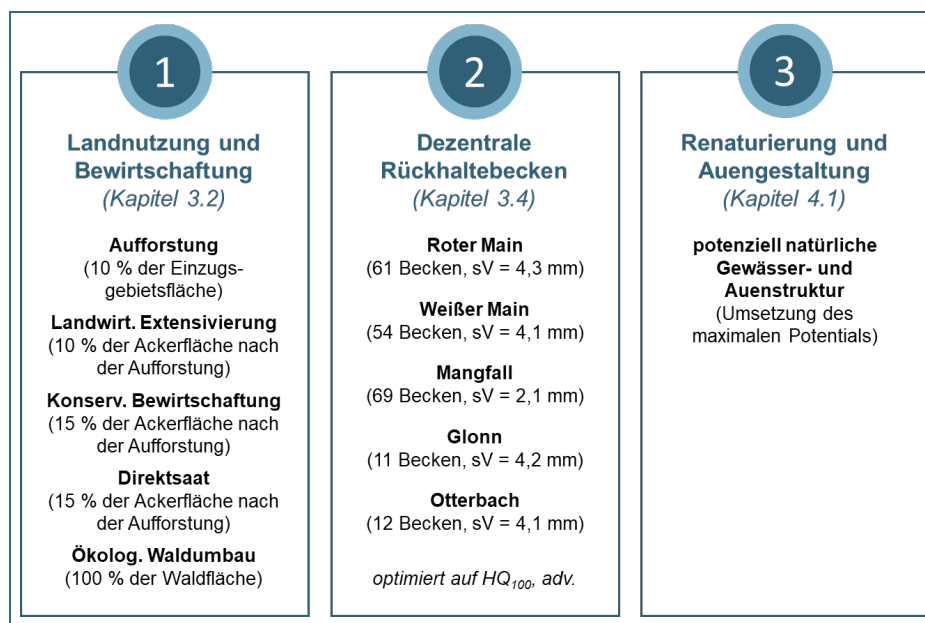 1
Landnutzung und
Bewirtschaftung
(Kapitel 3.2)
Aufforstung
(10 % der Einzugs-
gebietsfläche)
Landwirt. Extensivierung
(10 % der Ackerfläche nach
der Aufforstung)
Konserv. Bewirtschaftung
(15 % der Ackerfläche nach
der Aufforstung)
Direktsaat
(15 % der Ackerfläche nach
der Aufforstung)
Ökolog. Waldumbau
(100 % der Waldfläche)
2
Dezentrale
Rückhaltebecken
(Kapitel 3.4)
Roter Main
(61 Becken, sV = 4,3 mm)
Weißer Main
(54 Becken, sV = 4,1 mm)
Mangfall
(69 Becken, sV = 2,1 mm)
Glonn
(11 Becken, sV = 4,2 mm)
Otterbach
(12 Becken, sV = 4,1 mm)
optimiert auf HQ100, adv.
3
Renaturierung und
Auengestaltung
(Kapitel 4.1)
potenziell natürliche
Gewässer- und
Auenstruktur
(Umsetzung des
maximalen Potentials)